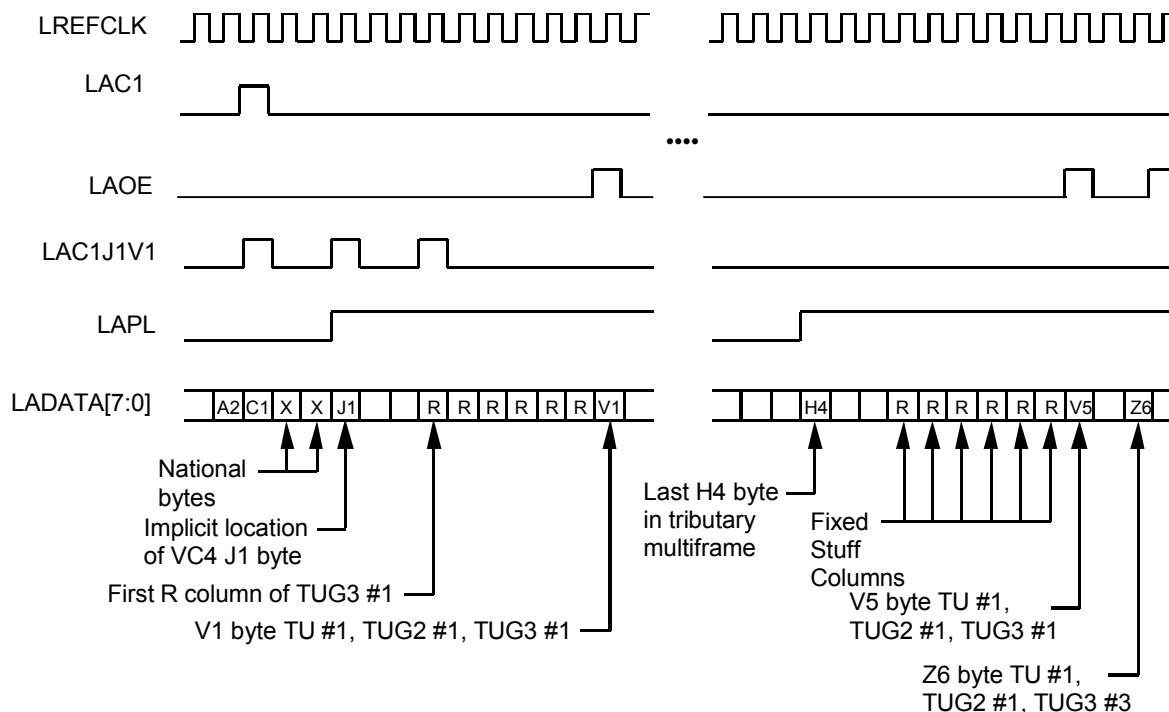 LREFCLK
LAC1
....
LAOE
LAC1J1V1
LAPL
LADATA[7:0]
A2 C1 X X J1 R R R R R R V1
H4 R R R R R R V5 Z6
National
bytes
Implicit location
of VC4 J1 byte
First R column of TUG3 #1
V1 byte TU #1, TUG2 #1, TUG3 #1
Last H4 byte
in tributary
multiframe
Fixed
Stuff
Columns
V5 byte TU #1,
TUG2 #1, TUG3 #1
Z6 byte TU #1,
TUG2 #1, TUG3 #3